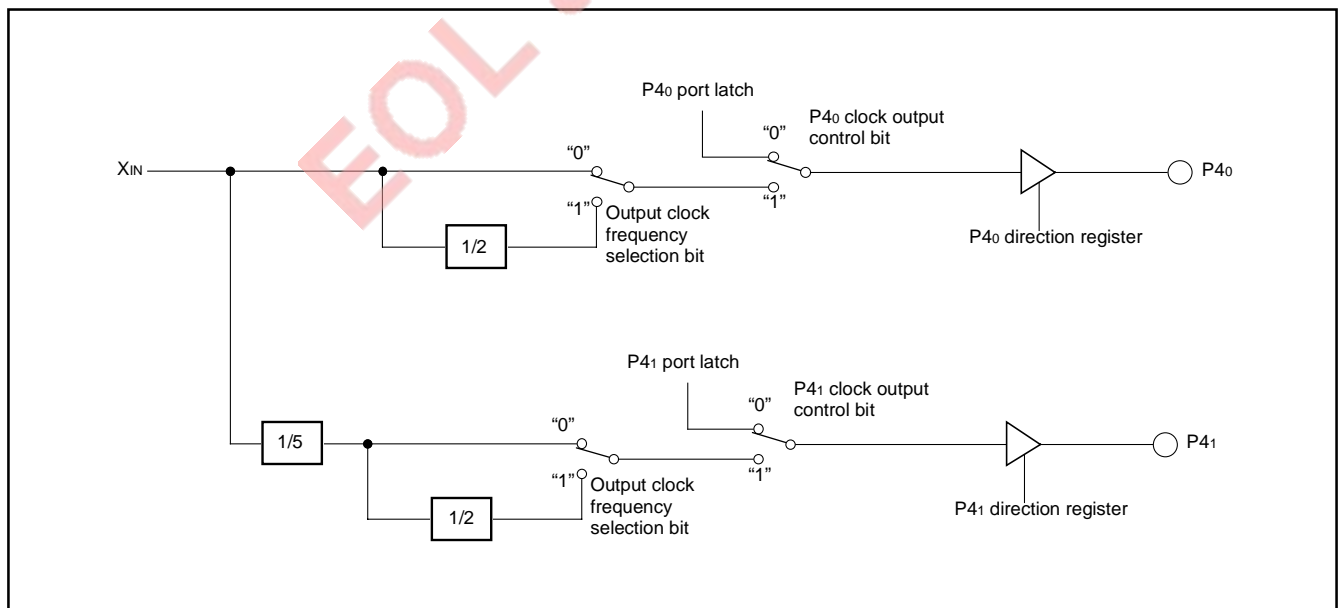 EOL
P40 port latch
P40 clock output
control bit
“0”
XIN
“0”
P40
“1”
“1”
Output clock
frequency
selection bit
1/2
P40 direction register
P41 port latch
P41 clock output
control bit
“0”
“0”
1/5
P41
“1”
“1”
Output clock
frequency
selection bit
1/2
P41 direction register